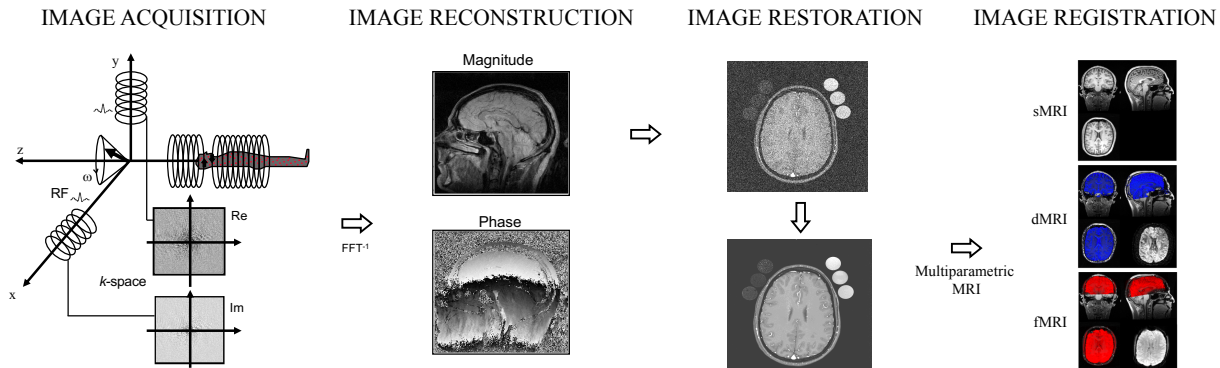 IMAGE ACQUISITION
IMAGE RECONSTRUCTION
IMAGE RESTORATION
IMAGE REGISTRATION
y
z
ω
RF
x
k-space
Re
Im
FFT-1
Magnitude
Phase
Multiparametric
MRI
sMRI
dMRI
fMRI